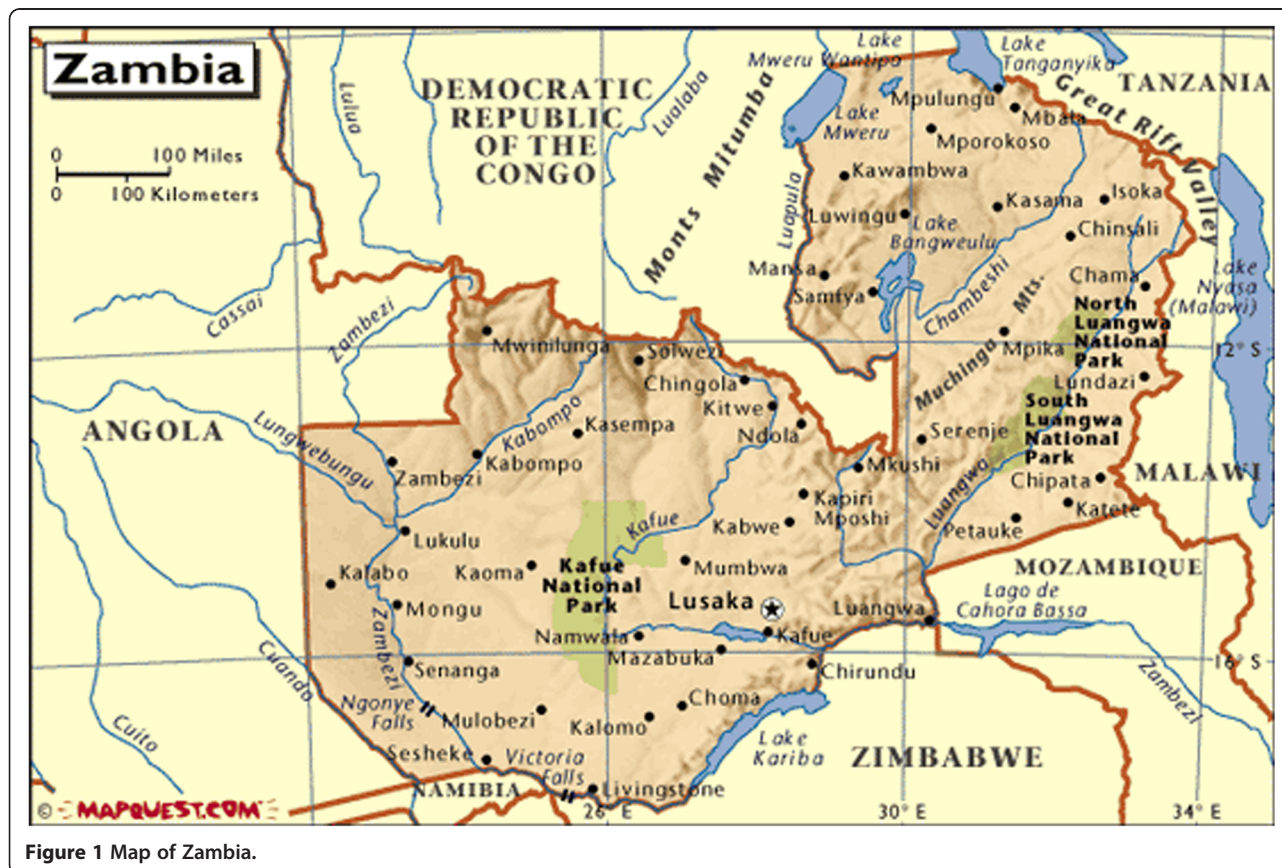 Zambia
0 100 Miles
0 100 Kilometers
DEMOCRATIC
REPUBLIC
OF THE
CONGO
Lulua
Lualaba
Monts Mitumba
Lake
Mweru Wantipa
Lake
Tanganyika
TANZANIA
Great Rift Valley
Mpulungu
Mbala
Lake
Mweru
Mporokoso
Kawambwa
Luapula
Luwingu
Kasama
Isoka
Lake
Bangweulu
Chinsali
Mansa
Samfya
Chambeshi
Chama
Lake
Nyasa
(Malawi)
North
Luangwa
National
Park
Muchinga Mts.
Mpika
12° S
Lundazi
South
Luangwa
National
Park
Serenje
MALAWI
Chipata
Katete
Petauke
Luangwa
Cassai
Zambezi
Mwinilunga
Solwezi
Chingola
Kitwe
Ndola
ANGOLA
Lungwebungu
Kabompo
Kasempa
Zambezi
Kabompo
Mkushi
Kapiri
Mposhi
Kabwe
Kafue
Lukulu
Kalabo
Kaoma
Kafue
National
Park
Mumbwa
MOZAMBIQUE
Lago de
Cahora Bassa
Mongu
Lusaka
Luangwa
Zambezi
Namwala
Kafue
Mazabuka
16° S
Cuando
Senanga
Chirundu
Zambezi
Cuito
Ngonye
Falls
Mulobezi
Choma
Kalomo
Lake
Kariba
ZIMBABWE
Sesheke
Victoria
Falls
NAMIBIA
Livingstone
© MAPQUEST.COM
26° E
30° E
34° E
Figure 1 Map of Zambia.